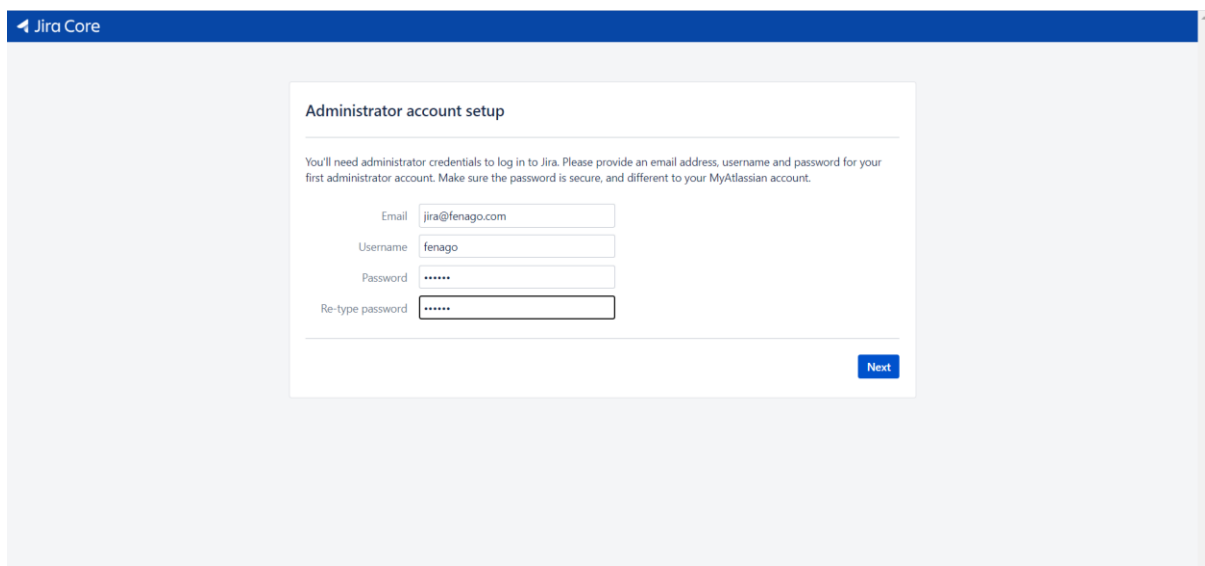 Jira Core
Administrator account setup
You'll need administrator credentials to log in to Jira. Please provide an email address, username and password for your
first administrator account. Make sure the password is secure, and different to your MyAtlassian account.
Email jira@fenago.com
Username fenago
Password ••••••
Re-type password ••••••
Next